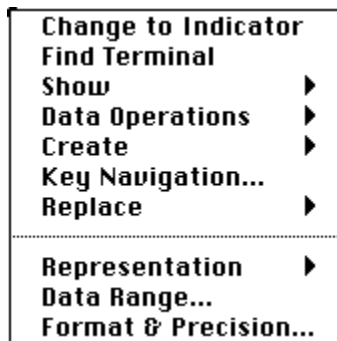 Change to Indicator
Find Terminal
Show
Data Operations
Create
Key Navigation...
Replace
Representation
Data Range...
Format & Precision...